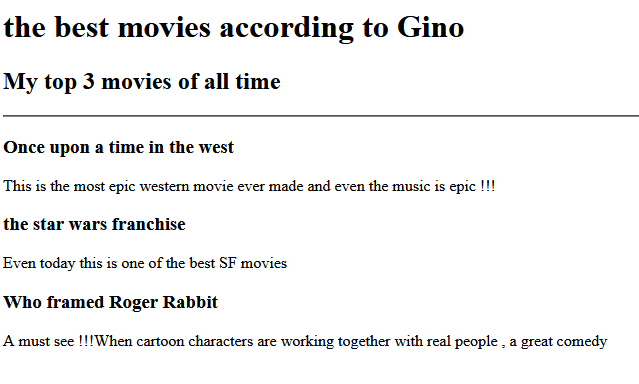 the best movies according to Gino
My top 3 movies of all time
Once upon a time in the west
This is the most epic western movie ever made and even the music is epic !!!
the star wars franchise
Even today this is one of the best SF movies
Who framed Roger Rabbit
A must see !!!When cartoon characters are working together with real people , a great comedy